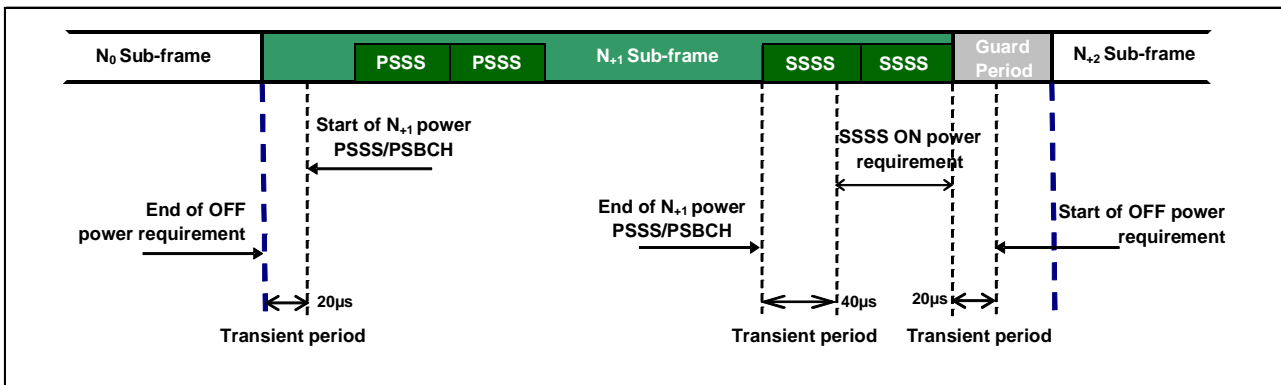 N+1 Sub-frame
Guard
Period
N0 Sub-frame
PSSS
PSSS
SSSS
SSSS
N+2 Sub-frame
Start of N+1 power
PSSS/PSBCH
SSSS ON power
requirement
End of OFF
power requirement
End of N+1 power
PSSS/PSBCH
Start of OFF power
requirement
20µs
40µs
20µs
Transient period
Transient period
Transient period